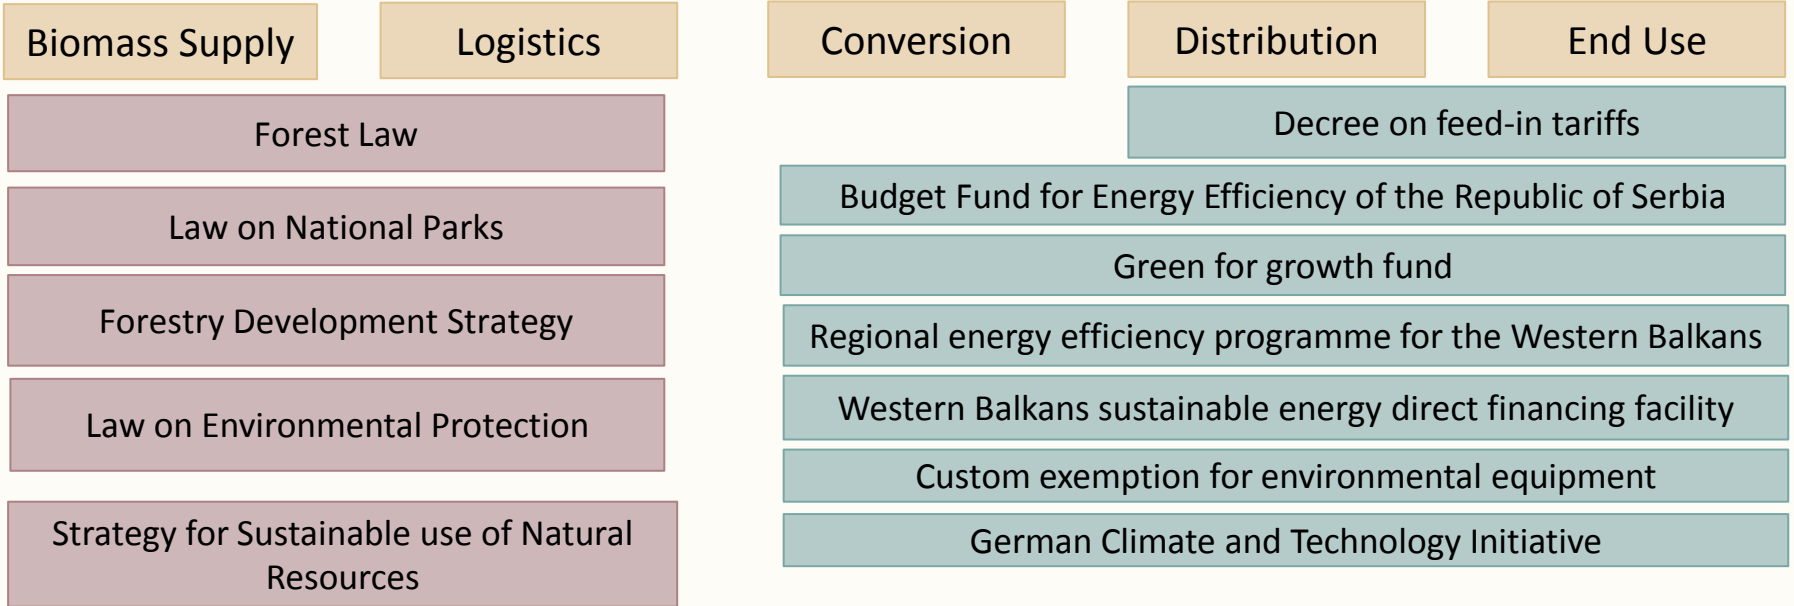 Biomass Supply
Logistics
Conversion
Distribution
End Use
Forest Law
Law on National Parks
Forestry Development Strategy
Law on Environmental Protection
Strategy for Sustainable use of Natural
Resources
Decree on feed-in tariffs
Budget Fund for Energy Efficiency of the Republic of Serbia
Green for growth fund
Regional energy efficiency programme for the Western Balkans
Western Balkans sustainable energy direct financing facility
Custom exemption for environmental equipment
German Climate and Technology Initiative